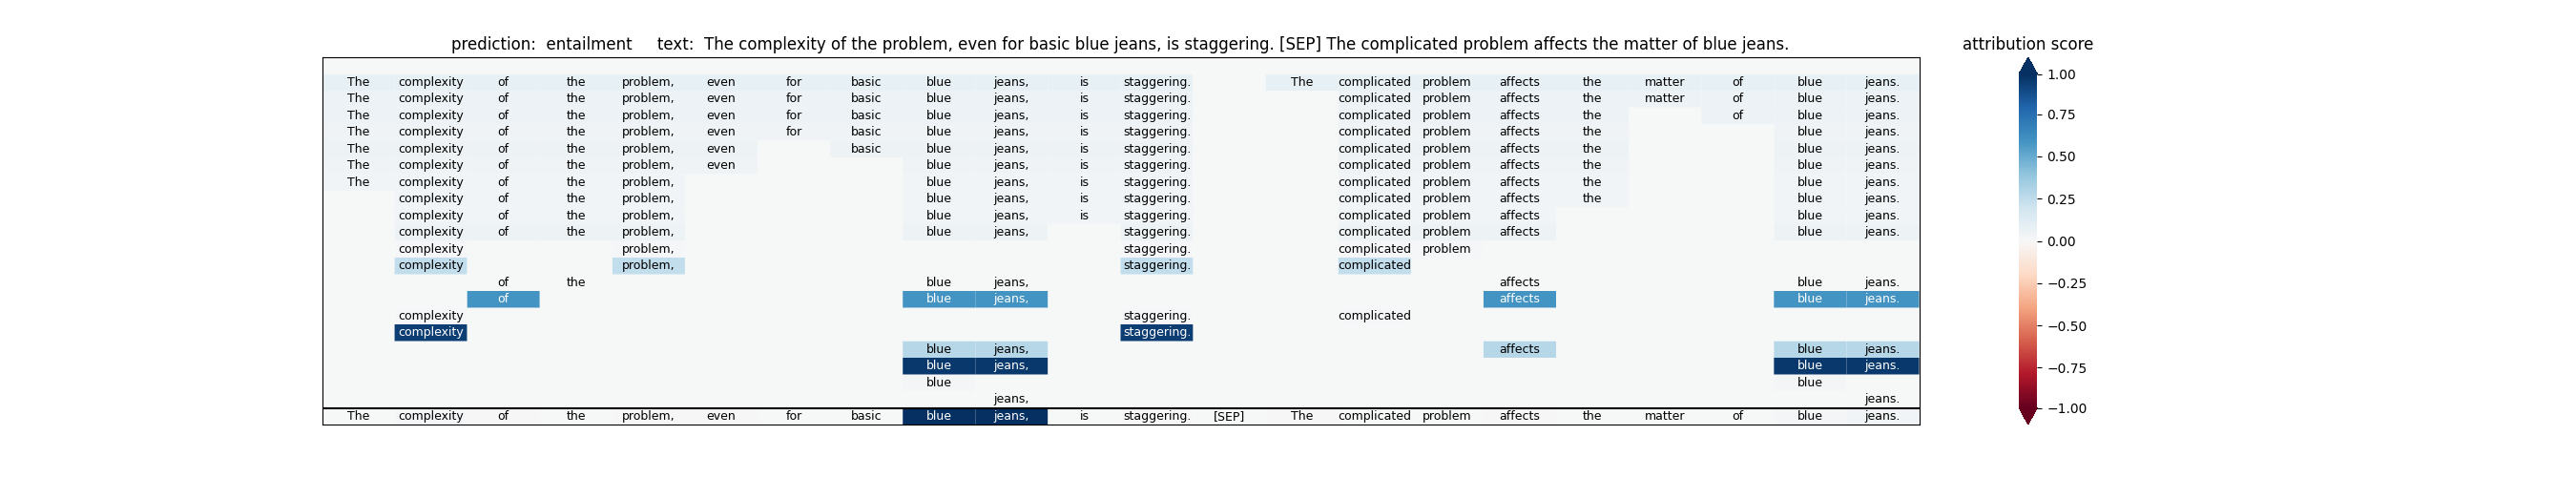 prediction: entailment text: The complexity of the problem, even for basic blue jeans, is staggering. [SEP] The complicated problem affects the matter of blue jeans.
attribution score
The complexity of the problem, even for basic blue jeans, is staggering. The complicated problem affects the matter of blue jeans.
The complexity of the problem, even for basic blue jeans, is staggering. complicated problem affects the matter of blue jeans.
The complexity of the problem, even for basic blue jeans, is staggering. complicated problem affects the of blue jeans.
The complexity of the problem, even for basic blue jeans, is staggering. complicated problem affects the blue jeans.
The complexity of the problem, even basic blue jeans, is staggering. complicated problem affects the blue jeans.
The complexity of the problem, even blue jeans, is staggering. complicated problem affects the blue jeans.
The complexity of the problem, blue jeans, is staggering. complicated problem affects the blue jeans.
complexity of the problem, blue jeans, is staggering. complicated problem affects the blue jeans.
complexity of the problem, blue jeans, is staggering. complicated problem affects blue jeans.
complexity of the problem, blue jeans, staggering. complicated problem affects blue jeans.
complexity problem, staggering. complicated problem
complexity problem, staggering. complicated
of the blue jeans, affects blue jeans.
of blue jeans, affects blue jeans.
complexity staggering. complicated
complexity staggering.
blue jeans, affects blue jeans.
blue jeans, blue jeans.
blue blue
jeans, jeans.
The complexity of the problem, even for basic blue jeans, is staggering. [SEP] The complicated problem affects the matter of blue jeans.
1.00
0.75
0.50
0.25
0.00
−0.25
−0.50
−0.75
−1.00